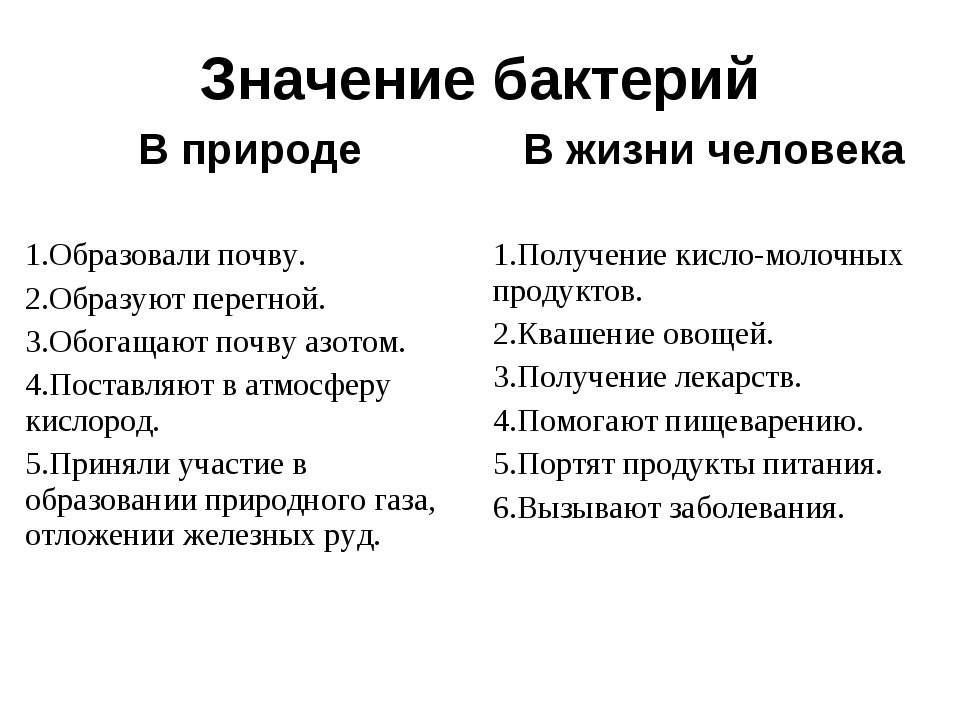 Значение бактерий
В природе
1.Образовали почву.
2.Образуют перегной.
3.Обогащают почву азотом.
4.Поставляют в атмосферу
кислород.
5.Приняли участие в
образовании природного газа,
отложении железных руд.
В жизни человека
1.Получение кисло-молочных
продуктов.
2.Квашение овощей.
3.Получение лекарств.
4.Помогают пищеварению.
5.Портят продукты питания.
6.Вызывают заболевания.